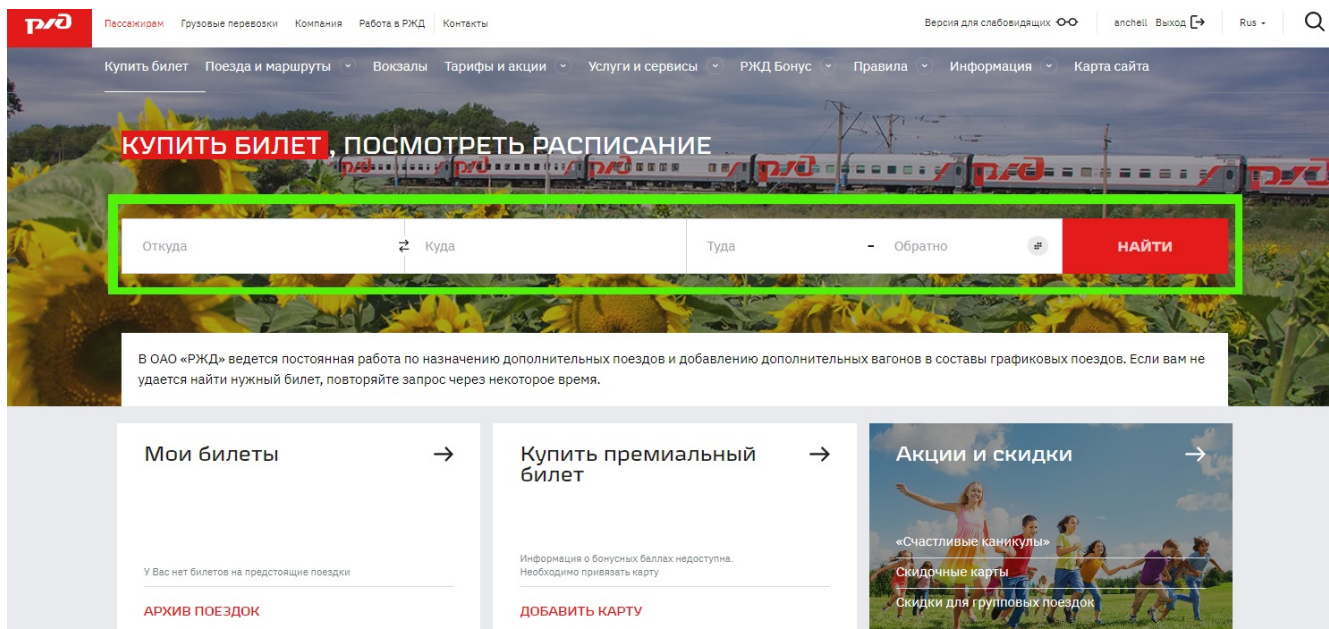 РЖД
Пассажирам Грузовые перевозки Компания Работа в РЖД Контакты Версия для слабовидящих anchell Выход Rus
Купить билет Поезда и маршруты Вокзалы Тарифы и акции Услуги и сервисы РЖД Бонус Правила Информация Карта сайта
КУПИТЬ БИЛЕТ, ПОСМОТРЕТЬ РАСПИСАНИЕ
РЖД РЖД РЖД РЖД РЖД
Откуда Куда Туда – Обратно НАЙТИ
В ОАО «РЖД» ведется постоянная работа по назначению дополнительных поездов и добавлению дополнительных вагонов в составы графиковых поездов. Если вам не
удается найти нужный билет, повторяйте запрос через некоторое время.
Мои билеты
У Вас нет билетов на предстоящие поездки
АРХИВ ПОЕЗДОК
Купить премиальный
билет
Информация о бонусных баллах недоступна.
Необходимо привязать карту
ДОБАВИТЬ КАРТУ
Акции и скидки
«Счастливые каникулы»
Скидочные карты
Скидки для групповых поездок